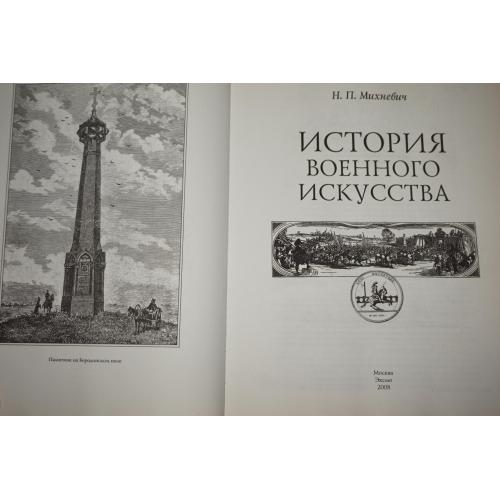 Памятник на Бородинском поле
Н. П. Михневич
ИСТОРИЯ
ВОЕННОГО
ИСКУССТВА
Москва
Эксмо
2008